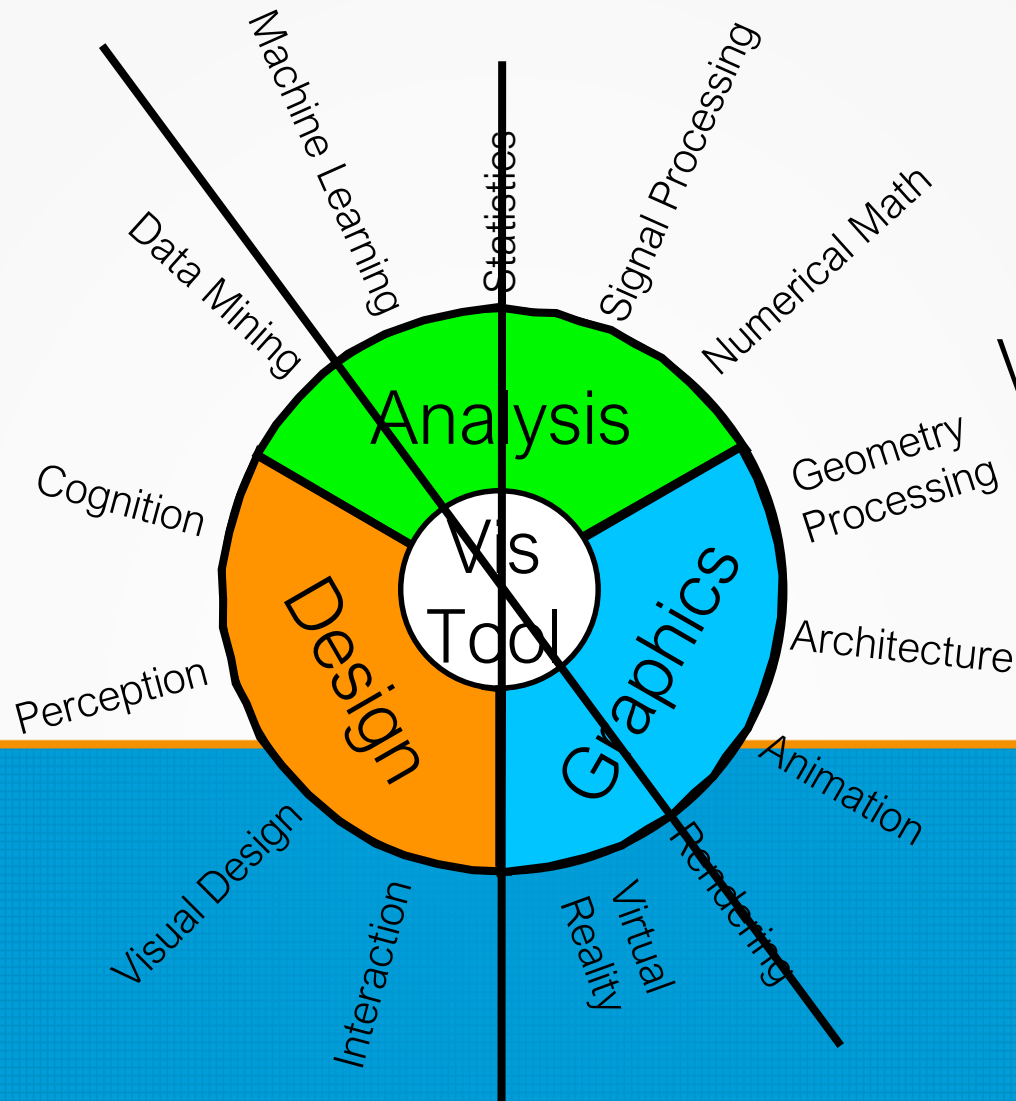 Machine Learning
Statistics
Signal Processing
Numerical Math
Data Mining
Analysis
Geometry
Processing
Cognition
Vis
Tool
Design
Graphics
Architecture
Perception
Animation
Visual Design
Interaction
Virtual
Reality
Rendering